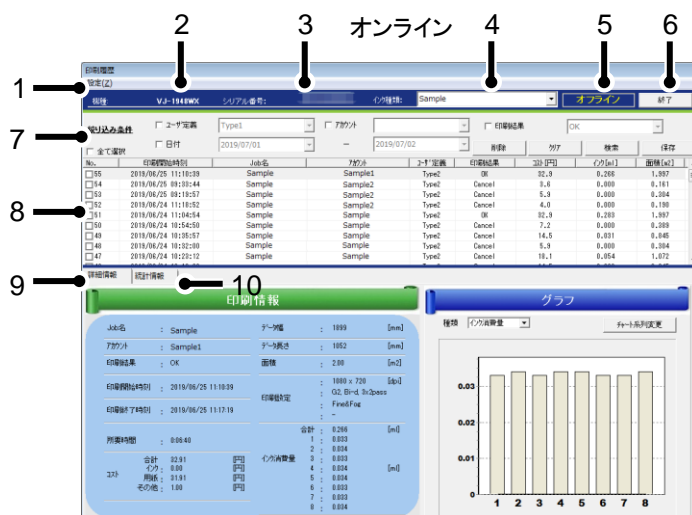 2 3 オンライン 4 5 6
印刷履歴
1 設定(Z)
機種: VJ-1948WX シリアル番号: インク種類: Sample オフライン 終了
7 絞り込み条件 ユーザ定義 Type1 アカウント 印刷結果 OK
日付 2019/07/01 － 2019/07/02
全て選択 削除 クリア 検索 保存
No. 印刷開始時刻 Job名 アカウント ユーザ定義 印刷結果 コスト[円] インク[ml] 面積[m2]
55 2019/06/25 11:10:39 Sample Sample1 Type2 OK 32.9 0.266 1.997
54 2019/06/25 09:33:44 Sample Sample2 Type2 Cancel 3.6 0.000 0.161
53 2019/06/25 09:19:57 Sample Sample2 Type2 Cancel 5.9 0.000 0.304
52 2019/06/24 11:10:52 Sample Sample2 Type2 Cancel 4.0 0.000 0.198
8 51 2019/06/24 11:04:54 Sample Sample1 Type2 OK 32.9 0.283 1.997
50 2019/06/24 10:54:50 Sample Sample1 Type2 Cancel 7.2 0.000 0.389
49 2019/06/24 10:35:57 Sample Sample1 Type2 Cancel 14.5 0.031 0.845
48 2019/06/24 10:32:00 Sample Sample1 Type2 Cancel 5.9 0.000 0.304
47 2019/06/24 10:23:12 Sample Sample1 Type2 Cancel 18.1 0.054 1.072
9 詳細情報 統計情報 10
印刷情報
Job名 : Sample データ幅 : 1899 [mm]
アカウント : Sample1 データ長さ : 1052 [mm]
印刷結果 : OK 面積 : 2.00 [m2]
印刷開始時刻 : 2019/06/25 11:10:39 印刷設定 : 1080 x 720 [dpi]
: G2, Bi-d, 3x2pass
: Fine&Fog
: -
印刷終了時刻 : 2019/06/25 11:17:19
所要時間 : 0:06:40
コスト 合計 : 32.91 [円]
インク : 0.00 [円]
用紙 : 31.91 [円]
その他 : 1.00 [円]
インク消費量 合計 : 0.266 [ml]
1 : 0.033
2 : 0.034
3 : 0.033
4 : 0.034 [ml]
5 : 0.034
6 : 0.033
7 : 0.033
8 : 0.034
グラフ
種類 インク消費量 チャート系列変更
0.03
0.02
0.01
0
1 2 3 4 5 6 7 8